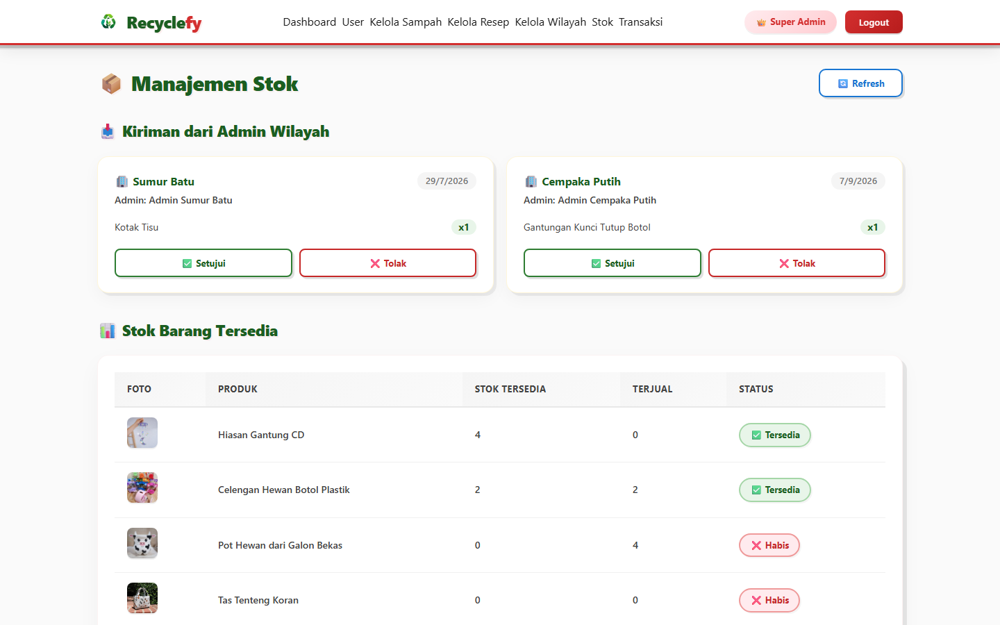 Recyclefy
Dashboard User Kelola Sampah Kelola Resep Kelola Wilayah Stok Transaksi
Super Admin
Logout
Manajemen Stok
Refresh
Kiriman dari Admin Wilayah
Sumur Batu
29/7/2026
Admin: Admin Sumur Batu
Kotak Tisu
x1
Setujui
Tolak
Cempaka Putih
7/9/2026
Admin: Admin Cempaka Putih
Gantungan Kunci Tutup Botol
x1
Setujui
Tolak
Stok Barang Tersedia
FOTO PRODUK STOK TERSEDIA TERJUAL STATUS
Hiasan Gantung CD 4 0 Tersedia
Celengan Hewan Botol Plastik 2 2 Tersedia
Pot Hewan dari Galon Bekas 0 4 Habis
Tas Tenteng Koran 0 0 Habis